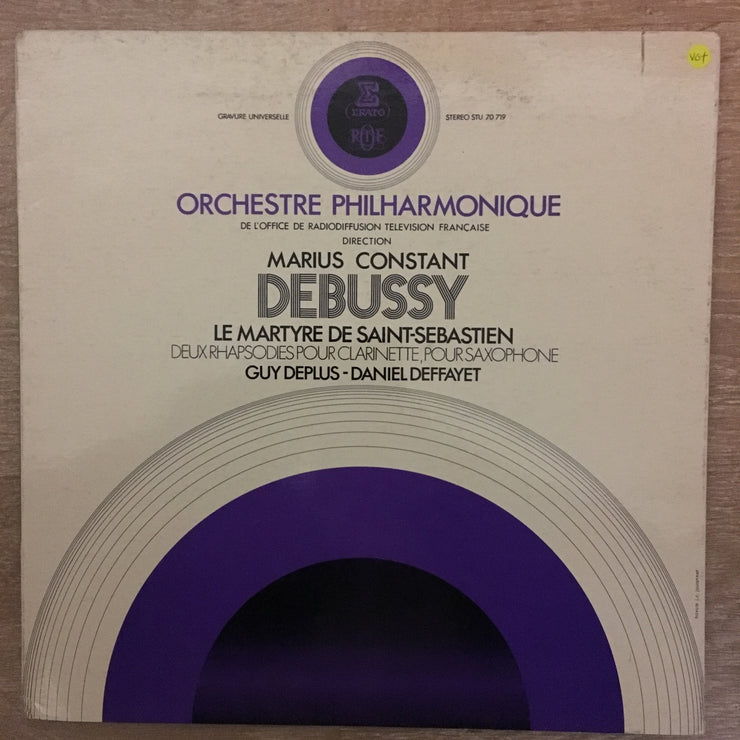 VG+
ERATO
GRAVURE UNIVERSELLE
STEREO STU 70 719
ORTF
ORCHESTRE PHILHARMONIQUE
DE L'OFFICE DE RADIODIFFUSION TELEVISION FRANÇAISE
DIRECTION
MARIUS CONSTANT
DEBUSSY
LE MARTYRE DE SAINT-SEBASTIEN
DEUX RHAPSODIES POUR CLARINETTE, POUR SAXOPHONE
GUY DEPLUS - DANIEL DEFFAYET